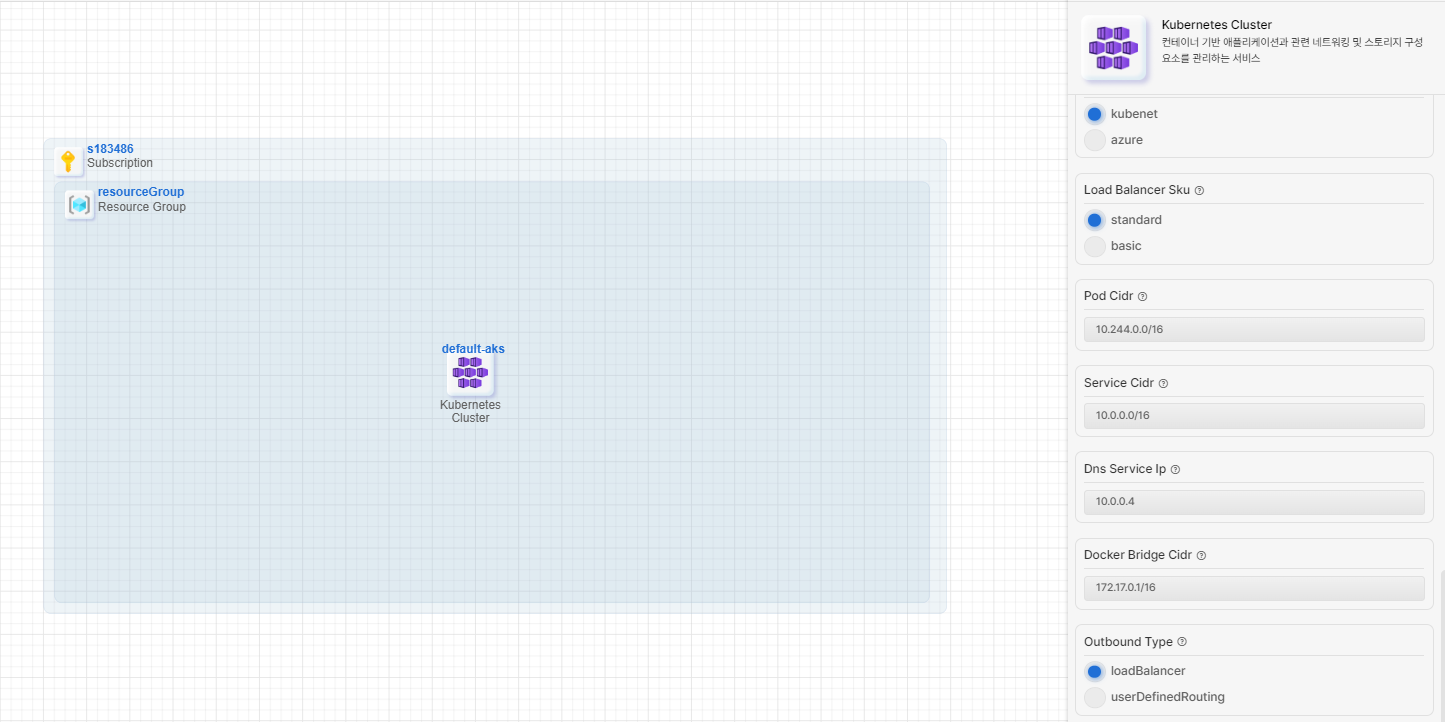 s183486
Subscription
resourceGroup
Resource Group
default-aks
Kubernetes
Cluster
Kubernetes Cluster
컨테이너 기반 애플리케이션과 관련 네트워킹 및 스토리지 구성
요소를 관리하는 서비스
kubenet
azure
Load Balancer Sku
standard
basic
Pod Cidr
10.244.0.0/16
Service Cidr
10.0.0.0/16
Dns Service Ip
10.0.0.4
Docker Bridge Cidr
172.17.0.1/16
Outbound Type
loadBalancer
userDefinedRouting